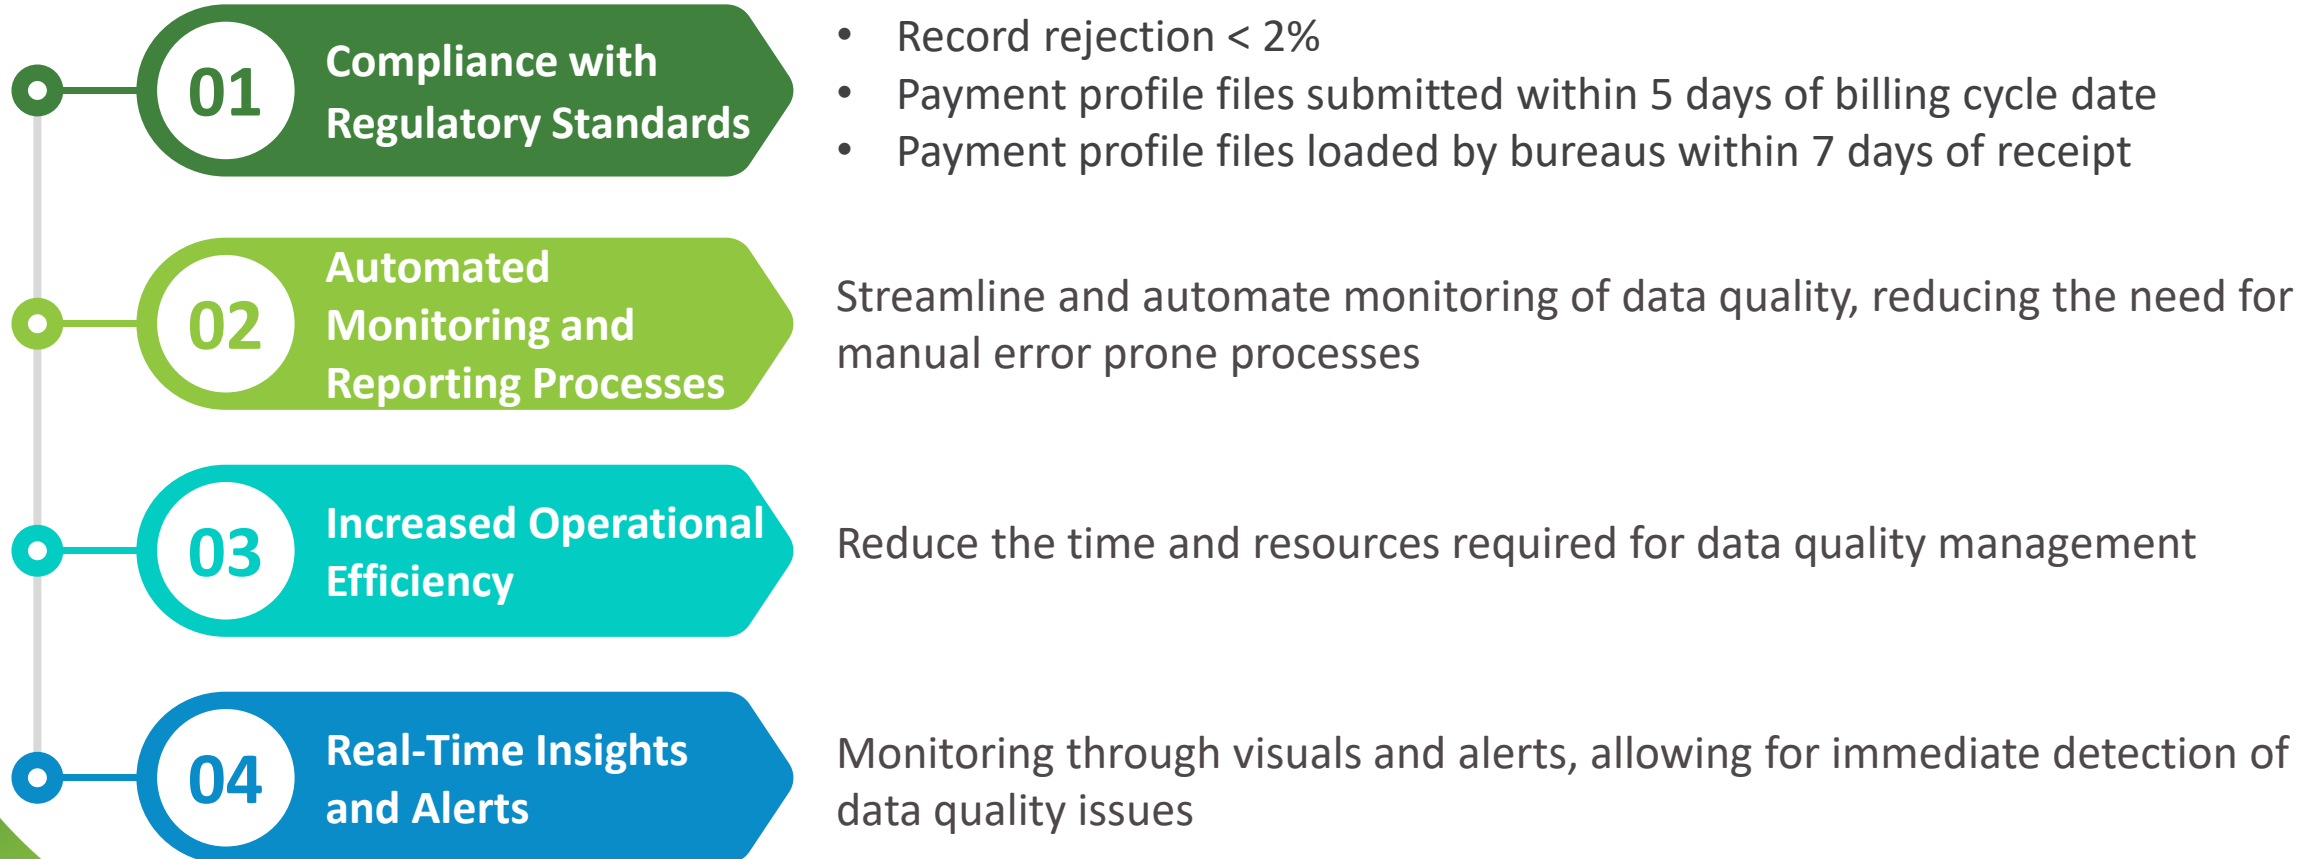 01
Compliance with
Regulatory Standards
• Record rejection < 2%
• Payment profile files submitted within 5 days of billing cycle date
• Payment profile files loaded by bureaus within 7 days of receipt
02
Automated
Monitoring and
Reporting Processes
Streamline and automate monitoring of data quality, reducing the need for
manual error prone processes
03
Increased Operational
Efficiency
Reduce the time and resources required for data quality management
04
Real-Time Insights
and Alerts
Monitoring through visuals and alerts, allowing for immediate detection of
data quality issues